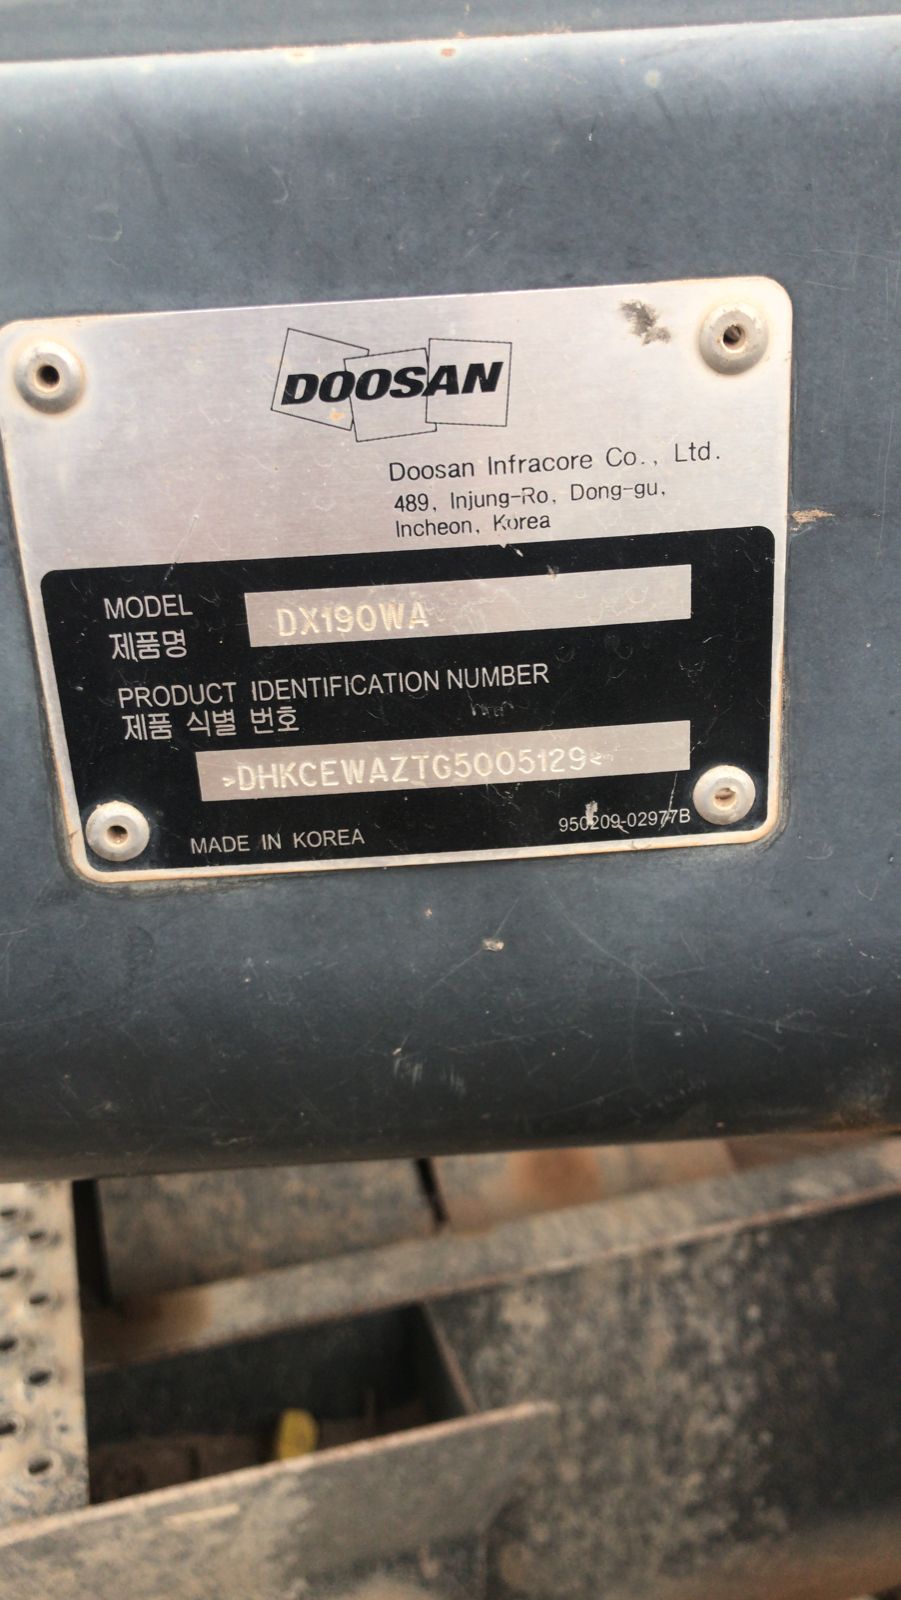 DOOSAN
Doosan Infracore Co., Ltd.
489, Injung-Ro, Dong-gu,
Incheon, Korea
MODEL DX190WA
제품명
PRODUCT IDENTIFICATION NUMBER
제품 식별 번호
>DHKCEWAZTG5005129<
MADE IN KOREA 950209-02977B